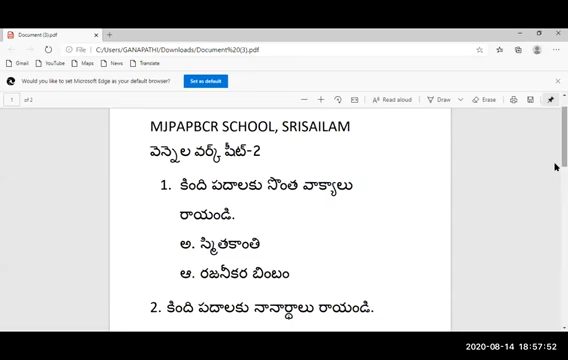 Document (3).pdf
File
C:/Users/GANAPATHI/Downloads/Document%20(3).pdf
Gmail YouTube Maps News Translate
Would you like to set Microsoft Edge as your default browser? Set as default
1 of 2 Read aloud Draw Erase
MJPAPBCR SCHOOL, SRISAILAM
వెన్నెల వర్క్ షీట్-2
1. కింది పదాలకు సొంత వాక్యాలు
రాయండి.
అ. స్మితకాంతి
ఆ. రజనీకర బింబం
2. కింది పదాలకు నానార్థాలు రాయండి.
2020-08-14 18:57:52